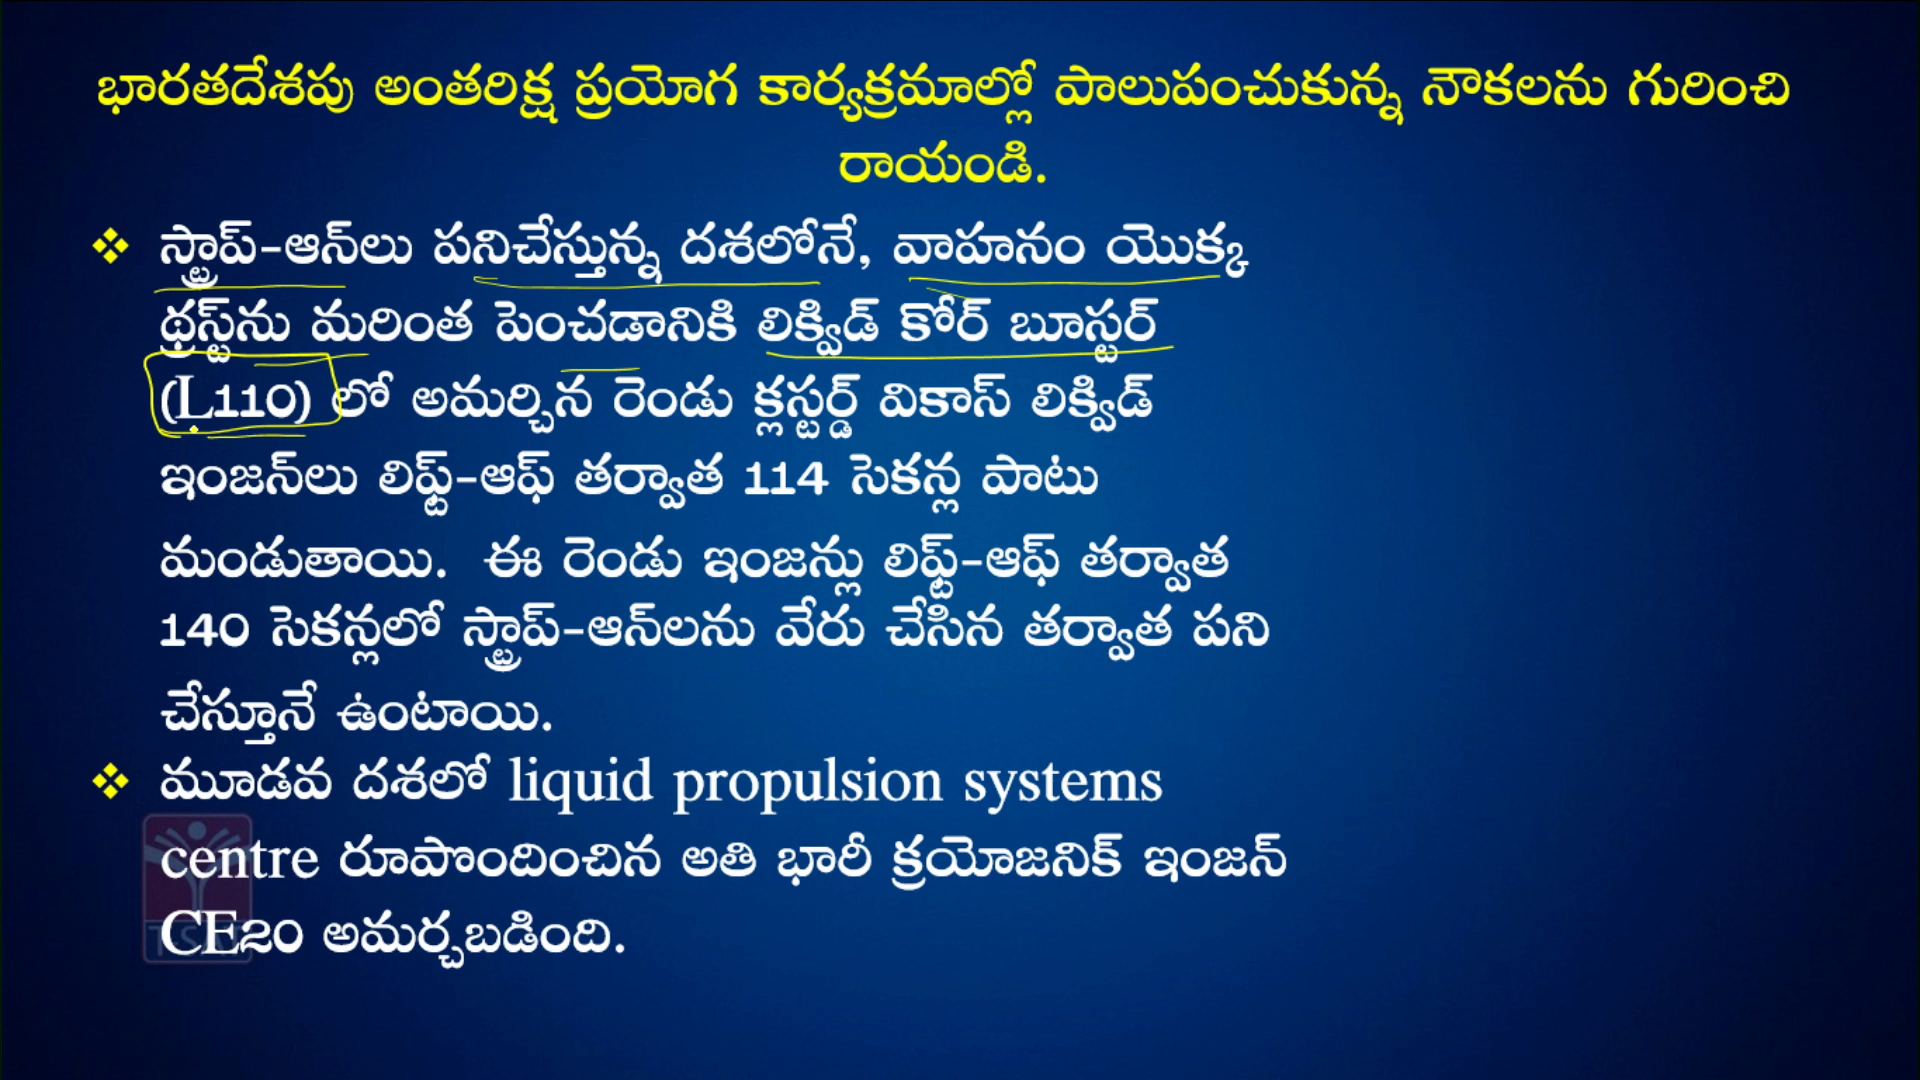 భారతదేశపు అంతరిక్ష ప్రయోగ కార్యక్రమాల్లో పాలుపంచుకున్న నౌకలను గురించి
రాయండి.
❖ స్ట్రాప్-ఆన్‌లు పనిచేస్తున్న దశలోనే, వాహనం యొక్క
థ్రస్ట్‌ను మరింత పెంచడానికి లిక్విడ్ కోర్ బూస్టర్
(L110) లో అమర్చిన రెండు క్లస్టర్డ్ వికాస్ లిక్విడ్
ఇంజన్‌లు లిఫ్ట్-ఆఫ్ తర్వాత 114 సెకన్ల పాటు
మండుతాయి. ఈ రెండు ఇంజన్లు లిఫ్ట్-ఆఫ్ తర్వాత
140 సెకన్లలో స్ట్రాప్-ఆన్‌లను వేరు చేసిన తర్వాత పని
చేస్తూనే ఉంటాయి.
❖ మూడవ దశలో liquid propulsion systems
centre రూపొందించిన అతి భారీ క్రయోజనిక్ ఇంజన్
CE20 అమర్చబడింది.
T-SAT